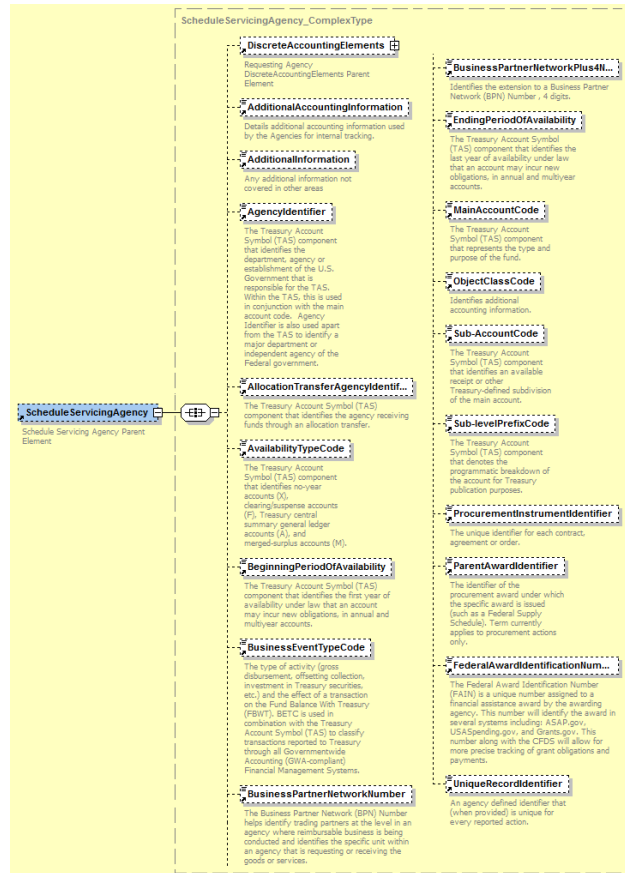 ScheduleServicingAgency_ComplexType
DiscreteAccountingElements
Requesting Agency
DiscreteAccountingElements Parent
Element
AdditionalAccountingInformation
Details additional accounting information used
by the Agencies for internal tracking.
AdditionalInformation
Any additional information not
covered in other areas
AgencyIdentifier
The Treasury Account
Symbol (TAS) component
that identifies the
department, agency or
establishment of the U.S.
Government that is
responsible for the TAS.
Within the TAS, this is used
in conjunction with the main
account code.  Agency
Identifier is also used apart
from the TAS to identify a
major department or
independent agency of the
Federal government.
AllocationTransferAgencyIdentif...
The Treasury Account Symbol (TAS)
component that identifies the agency receiving
funds through an allocation transfer.
ScheduleServicingAgency
Schedule Servicing Agency Parent
Element
AvailabilityTypeCode
The Treasury Account
Symbol (TAS) component
that identifies no-year
accounts (X),
clearing/suspense accounts
(F), Treasury central
summary general ledger
accounts (A), and
merged-surplus accounts (M).
BeginningPeriodOfAvailability
The Treasury Account Symbol (TAS)
component that identifies the first year of
availability under law that an account
may incur new obligations, in annual and
multiyear accounts.
BusinessEventTypeCode
The type of activity (gross
disbursement, offsetting collection,
investment in Treasury securities,
etc.) and the effect of a transaction
on the Fund Balance With Treasury
(FBWT). BETC is used in
combination with the Treasury
Account Symbol (TAS) to classify
transactions reported to Treasury
through all Governmentwide
Accounting (GWA-compliant)
Financial Management Systems.
BusinessPartnerNetworkNumber
The Business Partner Network (BPN) Number
helps identify trading partners at the level in an
agency where reimbursable business is being
conducted and identifies the specific unit within
an agency that is requesting or receiving the
goods or services.
BusinessPartnerNetworkPlus4N...
Identifies the extension to a Business Partner
Network (BPN) Number , 4 digits.
EndingPeriodOfAvailability
The Treasury Account Symbol
(TAS) component that identifies the
last year of availability under law
that an account may incur new
obligations, in annual and multiyear
accounts.
MainAccountCode
The Treasury Account
Symbol (TAS) component
that represents the type and
purpose of the fund.
ObjectClassCode
Identifies additional
accounting information.
Sub-AccountCode
The Treasury Account
Symbol (TAS) component
that identifies an available
receipt or other
Treasury-defined subdivision
of the main account.
Sub-levelPrefixCode
The Treasury Account
Symbol (TAS) component
that denotes the
programmatic breakdown of
the account for Treasury
publication purposes.
ProcurementInstrumentIdentifier
The unique identifier for each contract,
agreement or order.
ParentAwardIdentifier
The identifier of the
procurement award under which
the specific award is issued
(such as a Federal Supply
Schedule). Term currently
applies to procurement actions
only.
FederalAwardIdentificationNum...
The Federal Award Identification Number
(FAIN) is a unique number assigned to a
financial assistance award by the awarding
agency. This number will identify the award in
several systems including: ASAP.gov,
USASpending.gov, and Grants.gov. This
number along with the CFDS will allow for
more precise tracking of grant obligations and
payments.
UniqueRecordIdentifier
An agency defined identifier that
(when provided) is unique for
every reported action.